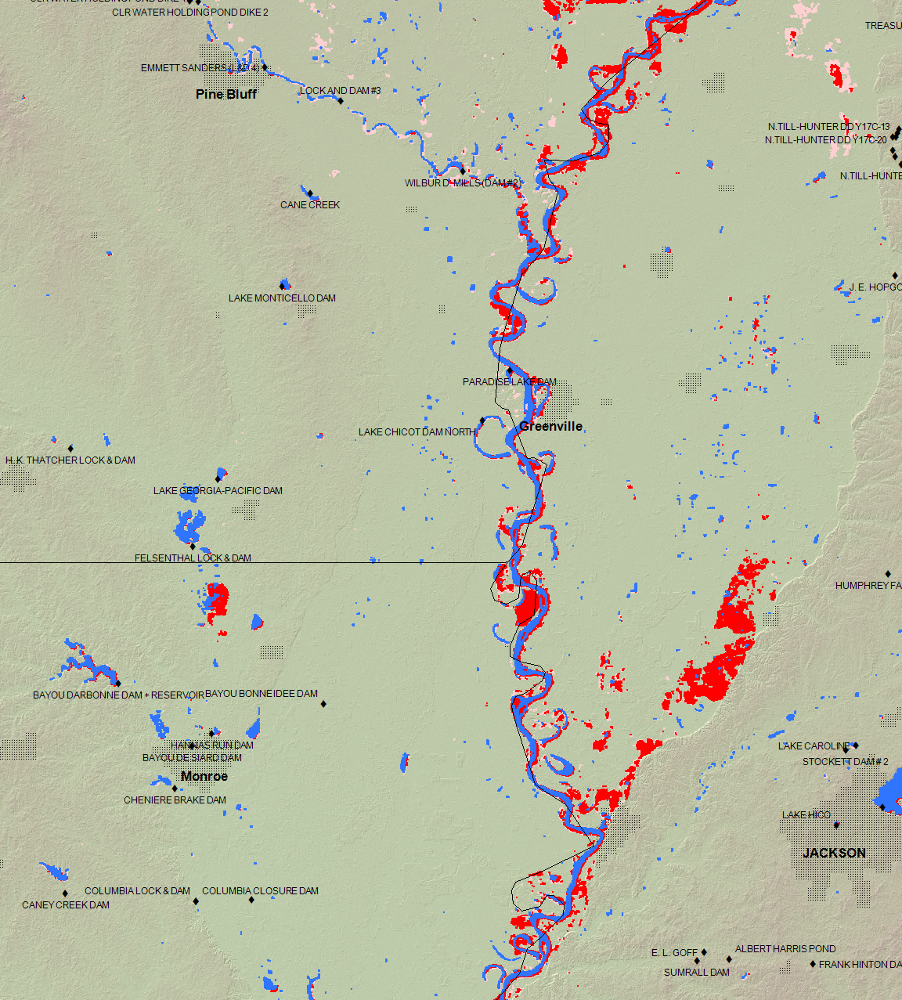 CLR WATER HOLDING POND DIKE
CLR WATER HOLDING POND DIKE 2
TREASU
EMMETT SANDERS (L&D 4)
LOCK AND DAM #3
Pine Bluff
N.TILL-HUNTER DD Y17C-13
N.TILL-HUNTER DD Y17C-20
N.TILL-HUNTE
WILBUR D. MILLS (DAM #2)
CANE CREEK
J. E. HOPGO
LAKE MONTICELLO DAM
PARADISE LAKE DAM
Greenville
LAKE CHICOT DAM NORTH
H. K. THATCHER LOCK & DAM
LAKE GEORGIA-PACIFIC DAM
FELSENTHAL LOCK & DAM
HUMPHREY FA
BAYOU DARBONNE DAM + RESERVOIR
BAYOU BONNE IDEE DAM
HANNAS RUN DAM
LAKE CAROLINE
BAYOU DE SIARD DAM
STOCKETT DAM # 2
Monroe
CHENIERE BRAKE DAM
LAKE HICO
JACKSON
COLUMBIA LOCK & DAM
COLUMBIA CLOSURE DAM
CANEY CREEK DAM
E. L. GOFF
ALBERT HARRIS POND
FRANK HINTON DA
SUMRALL DAM